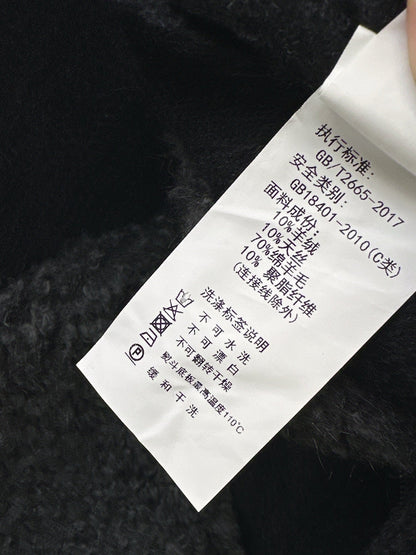 执行标准:
GB/T2665-2017
安全类别:
GB18401-2010(C类)
面料成份:
10%羊绒
10%天丝
70%绵羊毛
10% 聚脂纤维
(连接线除外)
洗涤标签说明
不可水洗
不可漂白
不可翻转干燥
熨斗底板最高温度110℃
缓和干洗